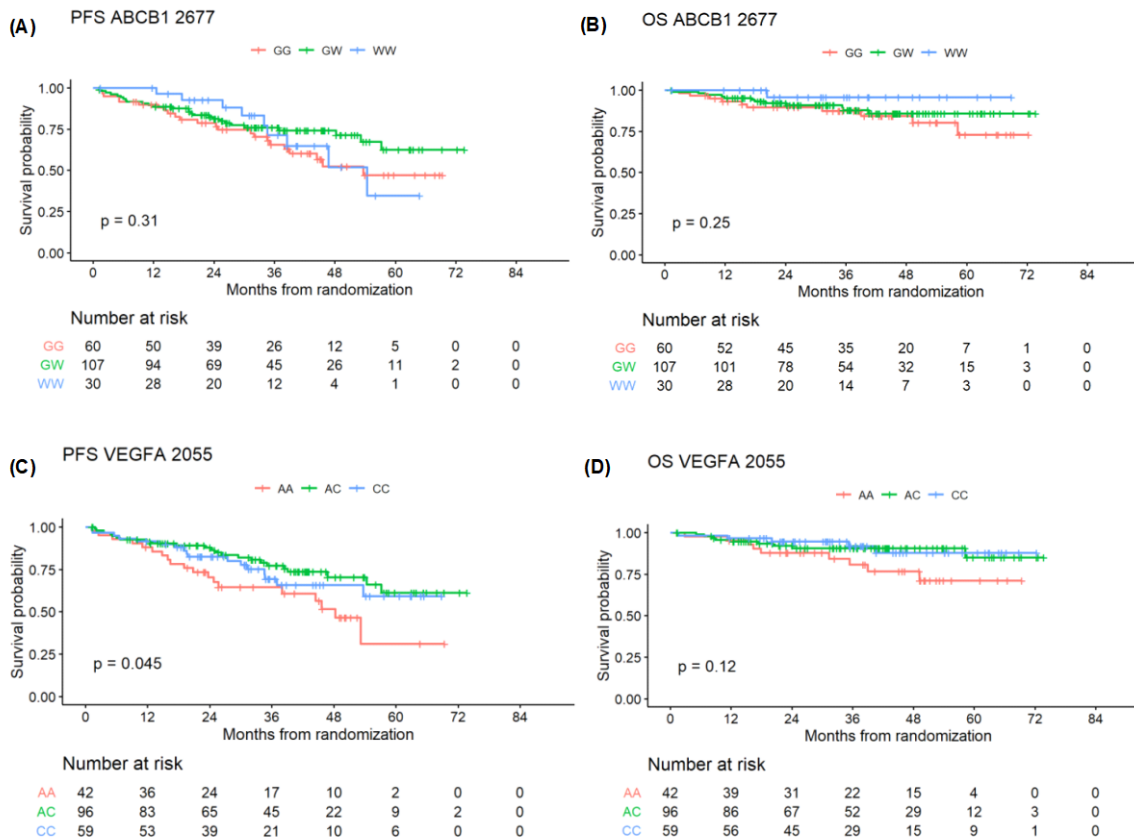 (A) PFS ABCB1 2677
GG GW WW
Survival probability
1.00
0.75
0.50
0.25
0.00
p = 0.31
0 12 24 36 48 60 72 84
Months from randomization
Number at risk
GG 60 50 39 26 12 5 0 0
GW 107 94 69 45 26 11 2 0
WW 30 28 20 12 4 1 0 0
(B) OS ABCB1 2677
GG GW WW
Survival probability
1.00
0.75
0.50
0.25
0.00
p = 0.25
0 12 24 36 48 60 72 84
Months from randomization
Number at risk
GG 60 52 45 35 20 7 1 0
GW 107 101 78 54 32 15 3 0
WW 30 28 20 14 7 3 0 0
(C) PFS VEGFA 2055
AA AC CC
Survival probability
1.00
0.75
0.50
0.25
0.00
p = 0.045
0 12 24 36 48 60 72 84
Months from randomization
Number at risk
AA 42 36 24 17 10 2 0 0
AC 96 83 65 45 22 9 2 0
CC 59 53 39 21 10 6 0 0
(D) OS VEGFA 2055
AA AC CC
Survival probability
1.00
0.75
0.50
0.25
0.00
p = 0.12
0 12 24 36 48 60 72 84
Months from randomization
Number at risk
AA 42 39 31 22 15 4 0 0
AC 96 86 67 52 29 12 3 0
CC 59 56 45 29 15 9 1 0